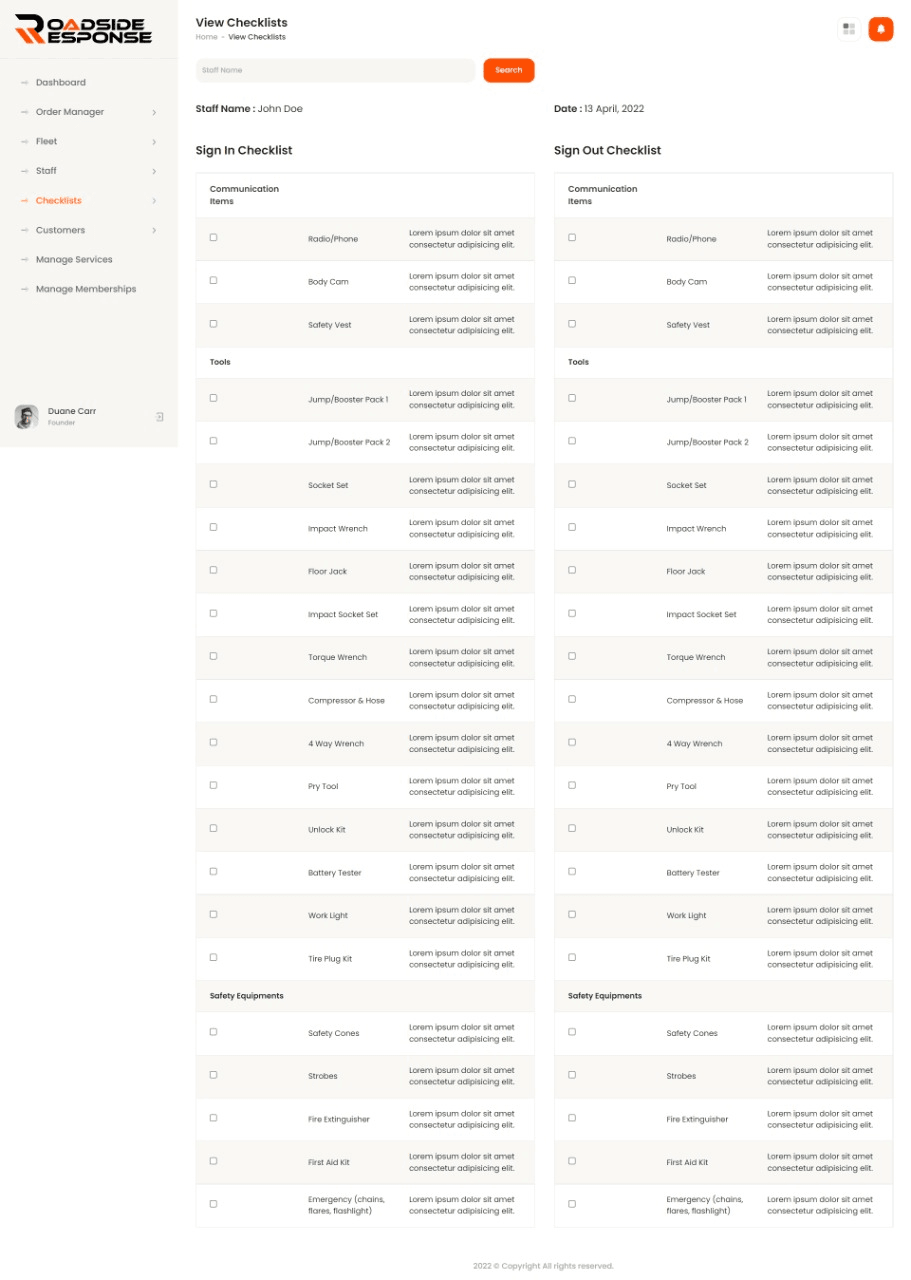 ROADSIDE
RESPONSE
Dashboard
Order Manager
Fleet
Staff
Checklists
Customers
Manage Services
Manage Memberships
Duane Carr
Founder
View Checklists
Home - View Checklists
Staff Name
Search
Staff Name : John Doe
Date : 13 April, 2022
Sign In Checklist
Communication
Items
Radio/Phone
Lorem ipsum dolor sit amet
consectetur adipisicing elit.
Body Cam
Lorem ipsum dolor sit amet
consectetur adipisicing elit.
Safety Vest
Lorem ipsum dolor sit amet
consectetur adipisicing elit.
Tools
Jump/Booster Pack 1
Lorem ipsum dolor sit amet
consectetur adipisicing elit.
Jump/Booster Pack 2
Lorem ipsum dolor sit amet
consectetur adipisicing elit.
Socket Set
Lorem ipsum dolor sit amet
consectetur adipisicing elit.
Impact Wrench
Lorem ipsum dolor sit amet
consectetur adipisicing elit.
Floor Jack
Lorem ipsum dolor sit amet
consectetur adipisicing elit.
Impact Socket Set
Lorem ipsum dolor sit amet
consectetur adipisicing elit.
Torque Wrench
Lorem ipsum dolor sit amet
consectetur adipisicing elit.
Compressor & Hose
Lorem ipsum dolor sit amet
consectetur adipisicing elit.
4 Way Wrench
Lorem ipsum dolor sit amet
consectetur adipisicing elit.
Pry Tool
Lorem ipsum dolor sit amet
consectetur adipisicing elit.
Unlock Kit
Lorem ipsum dolor sit amet
consectetur adipisicing elit.
Battery Tester
Lorem ipsum dolor sit amet
consectetur adipisicing elit.
Work Light
Lorem ipsum dolor sit amet
consectetur adipisicing elit.
Tire Plug Kit
Lorem ipsum dolor sit amet
consectetur adipisicing elit.
Safety Equipments
Safety Cones
Lorem ipsum dolor sit amet
consectetur adipisicing elit.
Strobes
Lorem ipsum dolor sit amet
consectetur adipisicing elit.
Fire Extinguisher
Lorem ipsum dolor sit amet
consectetur adipisicing elit.
First Aid Kit
Lorem ipsum dolor sit amet
consectetur adipisicing elit.
Emergency (chains,
flares, flashlight)
Lorem ipsum dolor sit amet
consectetur adipisicing elit.
Sign Out Checklist
Communication
Items
Radio/Phone
Lorem ipsum dolor sit amet
consectetur adipisicing elit.
Body Cam
Lorem ipsum dolor sit amet
consectetur adipisicing elit.
Safety Vest
Lorem ipsum dolor sit amet
consectetur adipisicing elit.
Tools
Jump/Booster Pack 1
Lorem ipsum dolor sit amet
consectetur adipisicing elit.
Jump/Booster Pack 2
Lorem ipsum dolor sit amet
consectetur adipisicing elit.
Socket Set
Lorem ipsum dolor sit amet
consectetur adipisicing elit.
Impact Wrench
Lorem ipsum dolor sit amet
consectetur adipisicing elit.
Floor Jack
Lorem ipsum dolor sit amet
consectetur adipisicing elit.
Impact Socket Set
Lorem ipsum dolor sit amet
consectetur adipisicing elit.
Torque Wrench
Lorem ipsum dolor sit amet
consectetur adipisicing elit.
Compressor & Hose
Lorem ipsum dolor sit amet
consectetur adipisicing elit.
4 Way Wrench
Lorem ipsum dolor sit amet
consectetur adipisicing elit.
Pry Tool
Lorem ipsum dolor sit amet
consectetur adipisicing elit.
Unlock Kit
Lorem ipsum dolor sit amet
consectetur adipisicing elit.
Battery Tester
Lorem ipsum dolor sit amet
consectetur adipisicing elit.
Work Light
Lorem ipsum dolor sit amet
consectetur adipisicing elit.
Tire Plug Kit
Lorem ipsum dolor sit amet
consectetur adipisicing elit.
Safety Equipments
Safety Cones
Lorem ipsum dolor sit amet
consectetur adipisicing elit.
Strobes
Lorem ipsum dolor sit amet
consectetur adipisicing elit.
Fire Extinguisher
Lorem ipsum dolor sit amet
consectetur adipisicing elit.
First Aid Kit
Lorem ipsum dolor sit amet
consectetur adipisicing elit.
Emergency (chains,
flares, flashlight)
Lorem ipsum dolor sit amet
consectetur adipisicing elit.
2022 © Copyright All rights reserved.